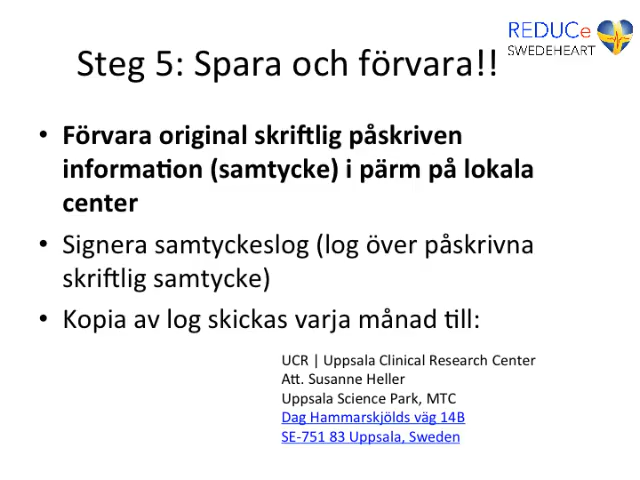 REDUCe
SWEDEHEART
Steg 5: Spara och förvara!!
• Förvara original skriftlig påskriven
information (samtycke) i pärm på lokala
center
• Signera samtyckeslog (log över påskrivna
skriftlig samtycke)
• Kopia av log skickas varja månad till:
UCR | Uppsala Clinical Research Center
Att. Susanne Heller
Uppsala Science Park, MTC
Dag Hammarskjölds väg 14B
SE-751 83 Uppsala, Sweden